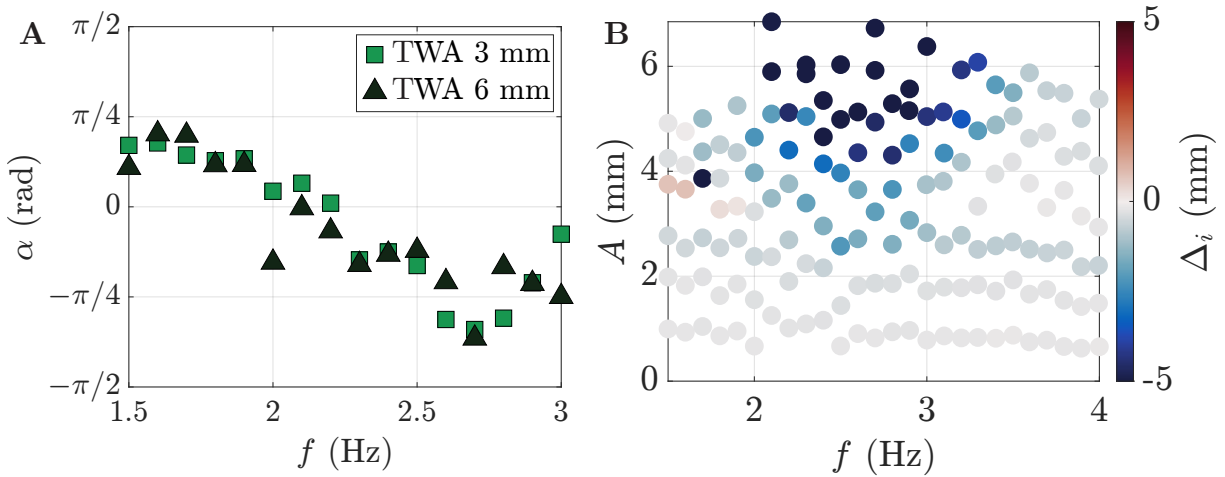 A
π/2
π/4
0
−π/4
−π/2
α (rad)
1.5
2
2.5
3
f (Hz)
TWA 3 mm
TWA 6 mm
B
6
4
2
0
A (mm)
2
3
4
f (Hz)
5
0
-5
Δi (mm)